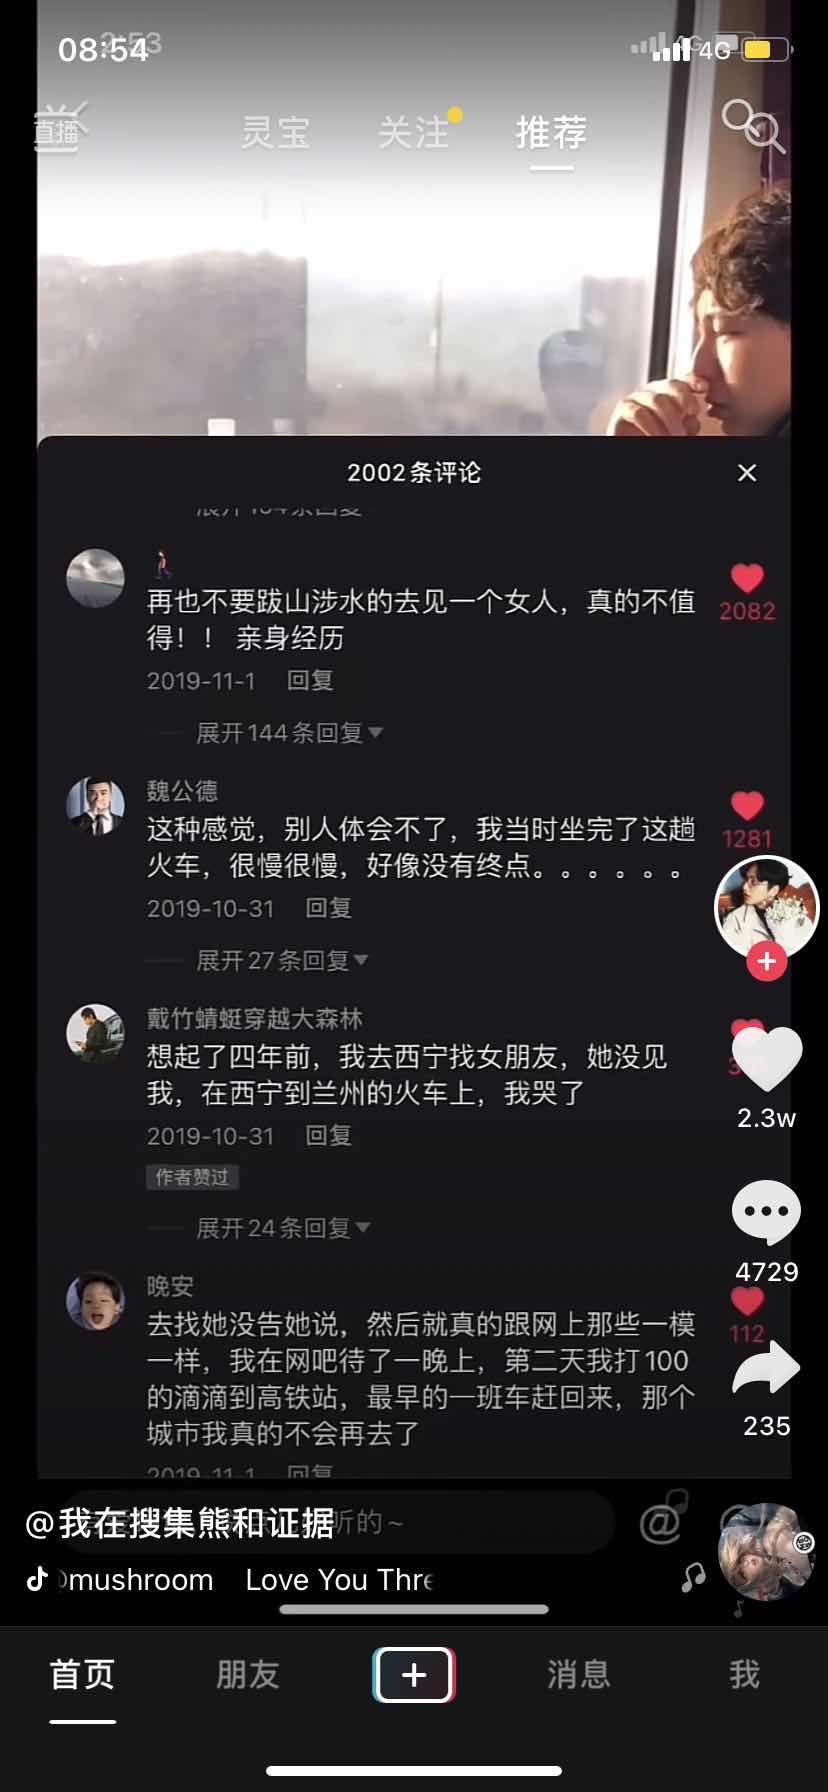 08:54
4G
直播
灵宝
关注
推荐
2002条评论
再也不要跋山涉水的去见一个女人，真的不值
得！！ 亲身经历
2082
2019-11-1 回复
展开144条回复
魏公德
这种感觉，别人体会不了，我当时坐完了这趟
火车，很慢很慢，好像没有终点。。。。。。
1281
2019-10-31 回复
展开27条回复
戴竹蜻蜓穿越大森林
想起了四年前，我去西宁找女朋友，她没见
我，在西宁到兰州的火车上，我哭了
2019-10-31 回复
作者赞过
2.3w
展开24条回复
4729
晚安
去找她没告她说，然后就真的跟网上那些一模
一样，我在网吧待了一晚上，第二天我打100
的滴滴到高铁站，最早的一班车赶回来，那个
城市我真的不会再去了
112
235
2019-11-1 回复
@我在搜集熊和证据
听的~
mushroom Love You Thr
首页
朋友
消息
我